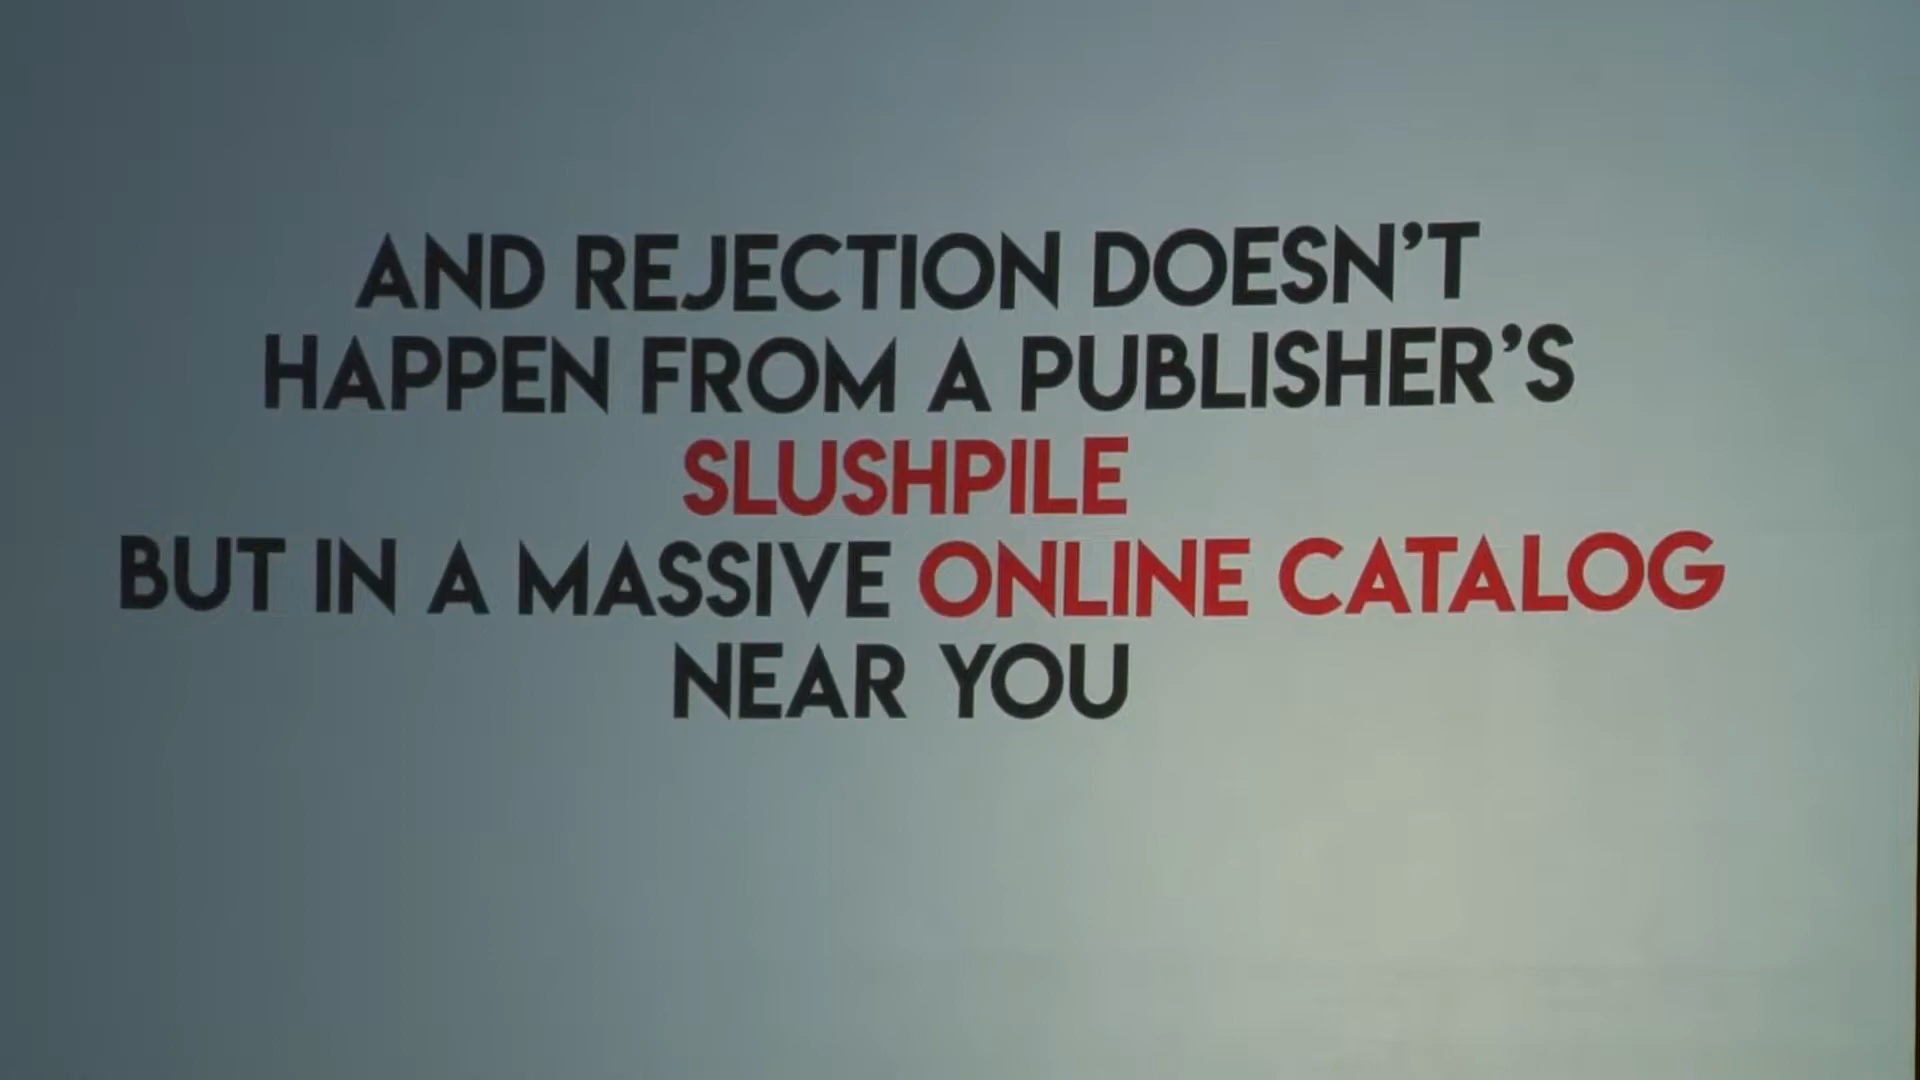 AND REJECTION DOESN'T
HAPPEN FROM A PUBLISHER'S
SLUSHPILE
BUT IN A MASSIVE ONLINE CATALOG
NEAR YOU